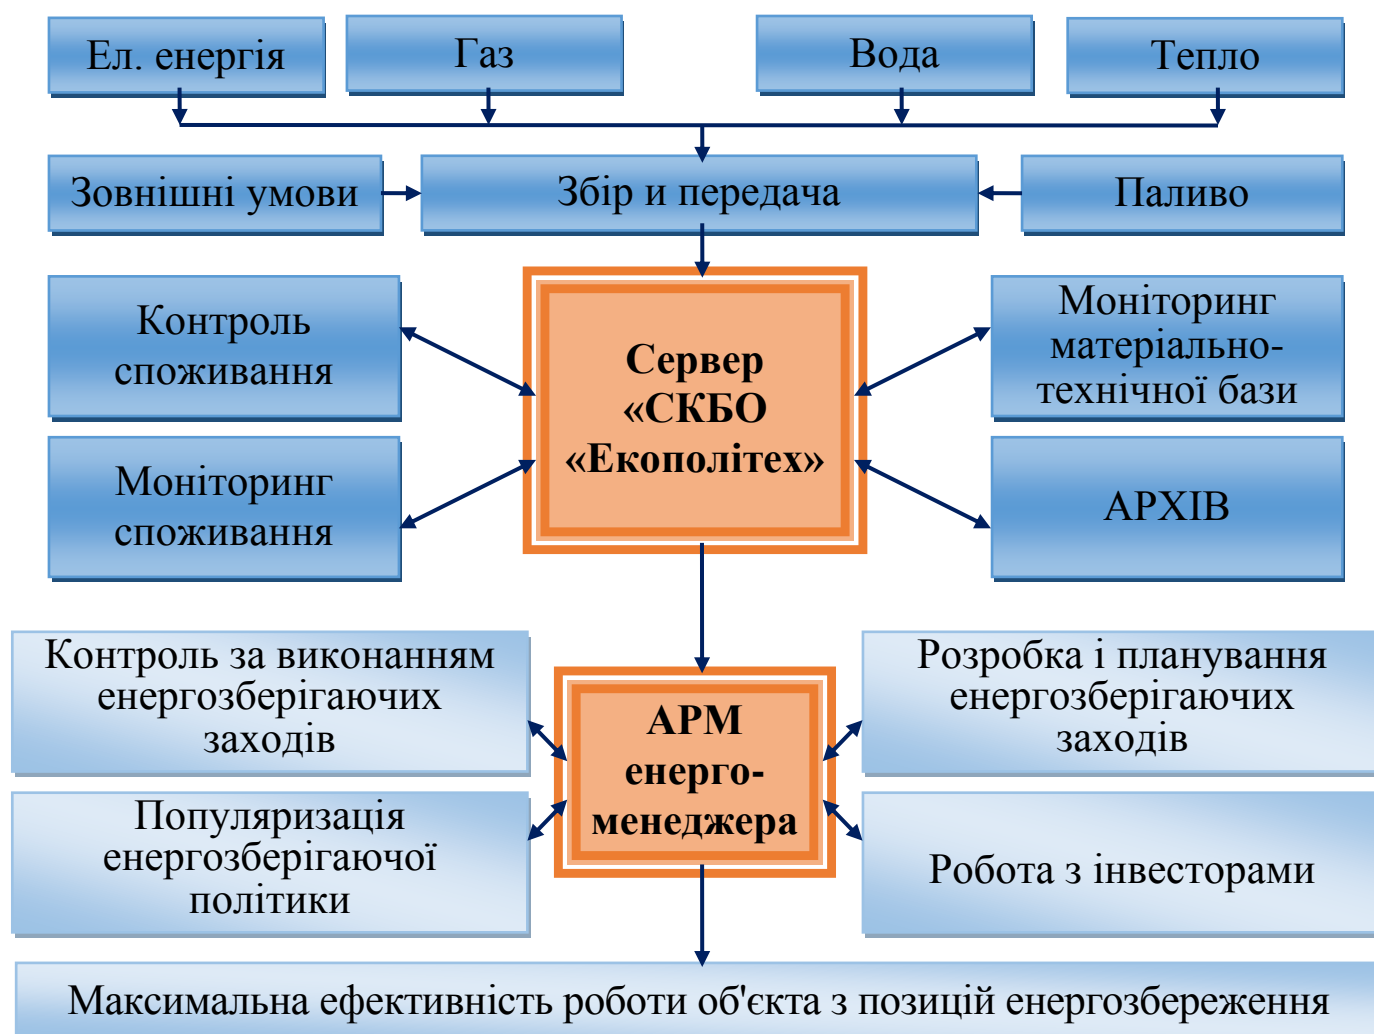 Ел. енергія
Газ
Вода
Тепло
Зовнішні умови
Збір и передача
Паливо
Контроль
споживання
Сервер
«СКБО
«Екополітех»
Моніторинг
матеріально-
технічної бази
Моніторинг
споживання
АРХІВ
Контроль за виконанням
енергозберігаючих
заходів
АРМ
енерго-
менеджера
Розробка і планування
енергозберігаючих
заходів
Популяризація
енергозберігаючої
політики
Робота з інвесторами
Максимальна ефективність роботи об'єкта з позицій енергозбереження